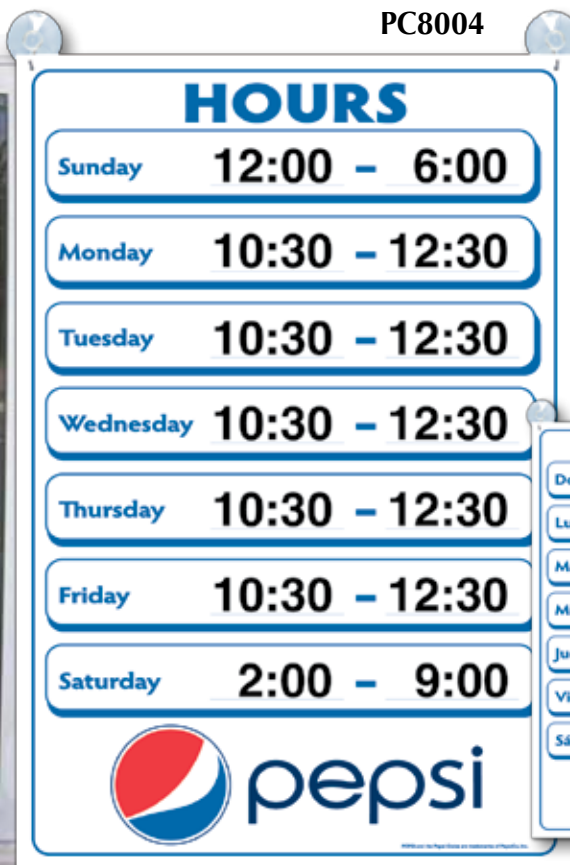 PC8004
HOURS
Sunday 12:00 – 6:00
Monday 10:30 – 12:30
Tuesday 10:30 – 12:30
Wednesday 10:30 – 12:30
Thursday 10:30 – 12:30
Friday 10:30 – 12:30
Saturday 2:00 – 9:00
pepsi